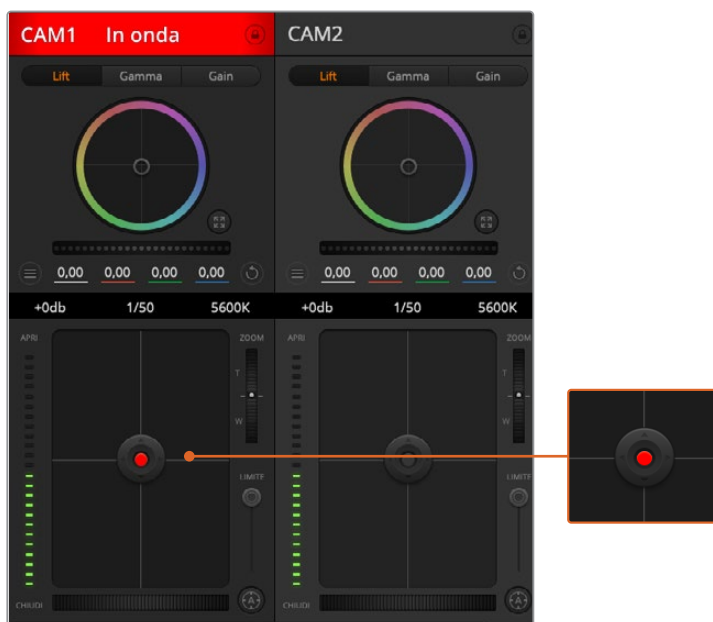 CAM1 In onda
Lift Gamma Gain
0,00 0,00 0,00 0,00
+0db 1/50 5600K
APRI
ZOOM
T
W
LIMITE
CHIUDI
A
CAM2
Lift Gamma Gain
0,00 0,00 0,00 0,00
+0db 1/50 5600K
APRI
ZOOM
T
W
LIMITE
CHIUDI
A